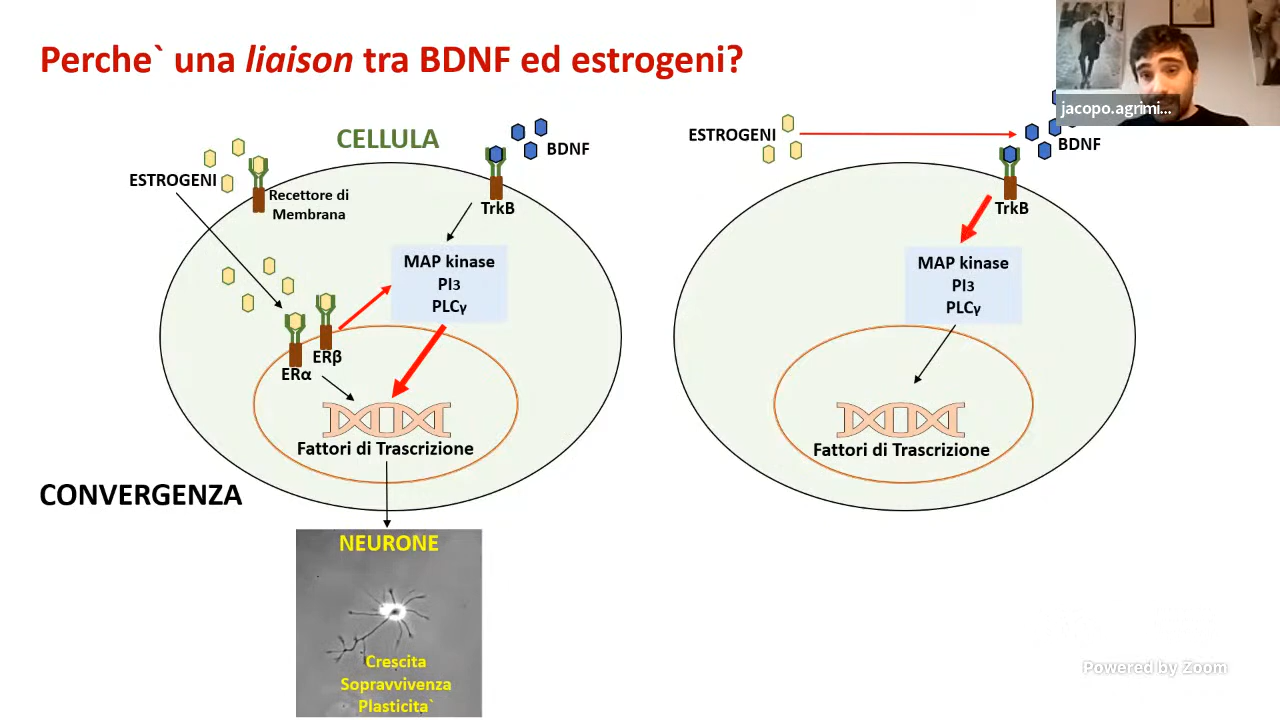 Perche` una liaison tra BDNF ed estrogeni?
jacopo.agrimi...
CELLULA
ESTROGENI
Recettore di
Membrana
BDNF
TrkB
MAP kinase
PI3
PLCγ
ERβ
ERα
Fattori di Trascrizione
CONVERGENZA
NEURONE
Crescita
Sopravvivenza
Plasticita`
ESTROGENI
BDNF
TrkB
MAP kinase
PI3
PLCγ
Fattori di Trascrizione
Powered by Zoom